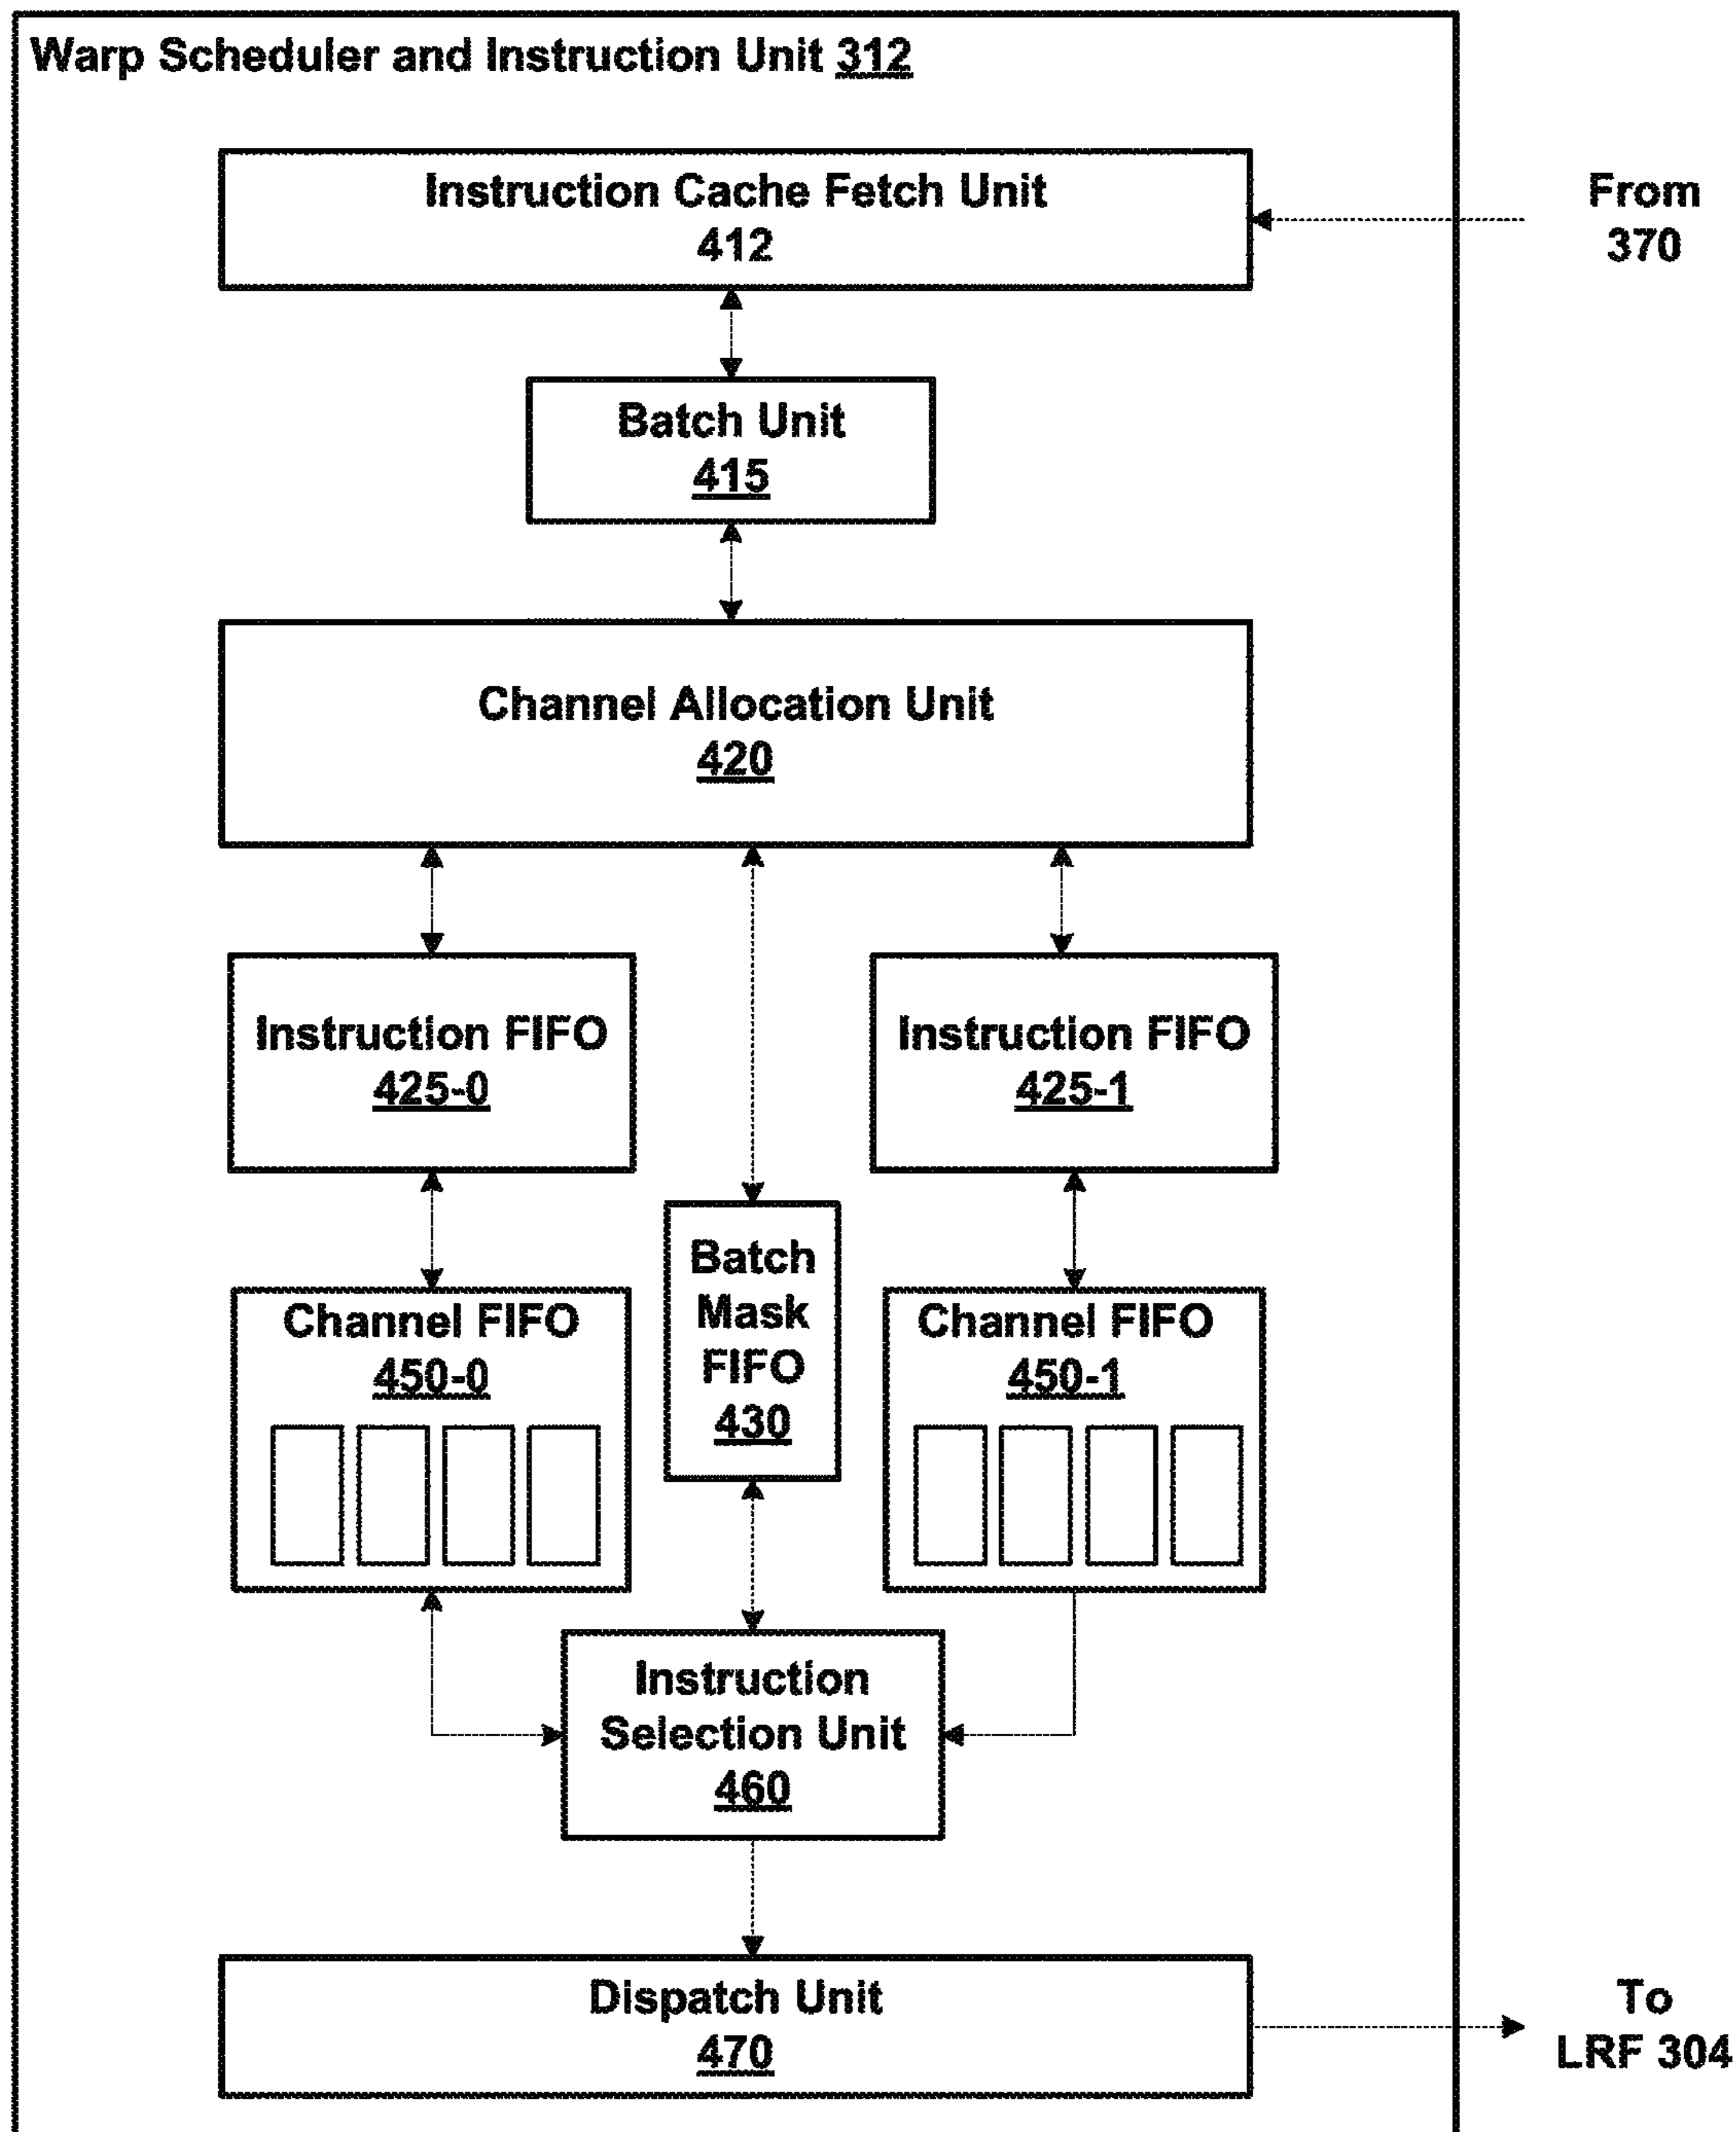 Warp Scheduler and Instruction Unit 312
Instruction Cache Fetch Unit
412
From
370
Batch Unit
415
Channel Allocation Unit
420
Instruction FIFO
425-0
Instruction FIFO
425-1
Batch
Mask
FIFO
430
Channel FIFO
450-0
Channel FIFO
450-1
Instruction
Selection Unit
460
Dispatch Unit
470
To
LRF 304